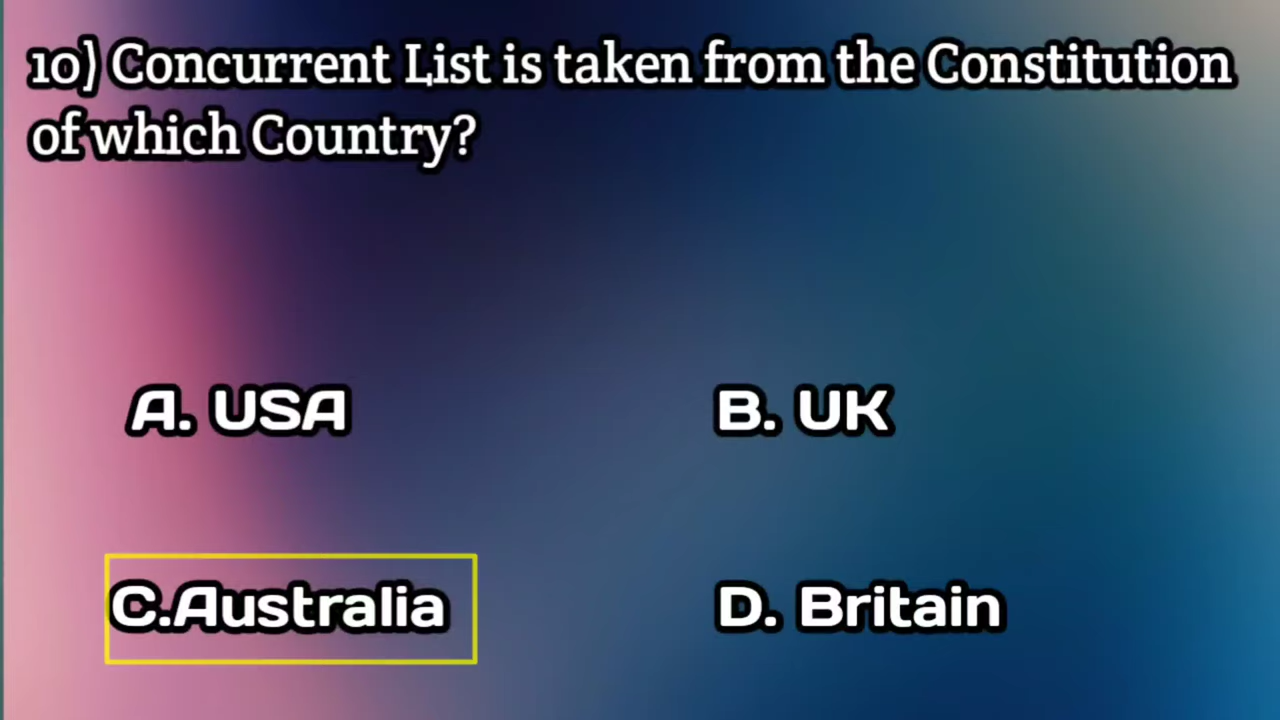 10) Concurrent List is taken from the Constitution
of which Country?
A. USA
B. UK
C.Australia
D. Britain